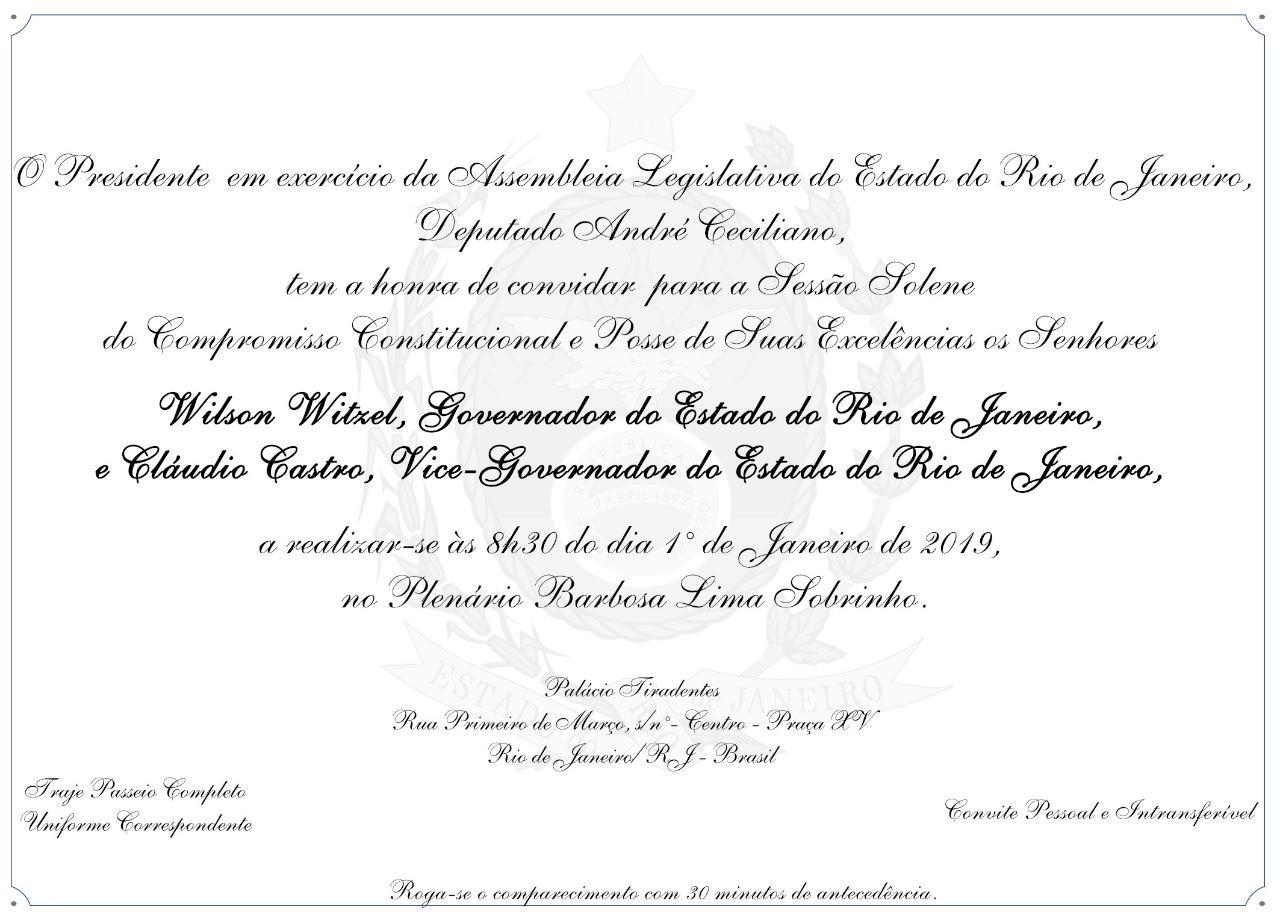 O Presidente em exercício da Assembleia Legislativa do Estado do Rio de Janeiro,
Deputado André Ceciliano,
tem a honra de convidar para a Sessão Solene
do Compromisso Constitucional e Posse de Suas Excelências os Senhores
Wilson Witzel, Governador do Estado do Rio de Janeiro,
e Cláudio Castro, Vice-Governador do Estado do Rio de Janeiro,
9 ABRIL 1892
a realizar-se às 8h30 do dia 1° de Janeiro de 2019,
no Plenário Barbosa Lima Sobrinho.
Palácio Tiradentes
Rua Primeiro de Março, s/n°- Centro - Praça XV
Rio de Janeiro/ RJ - Brasil
Traje Passeio Completo
Uniforme Correspondente
Convite Pessoal e Intransferível
Roga-se o comparecimento com 30 minutos de antecedência.